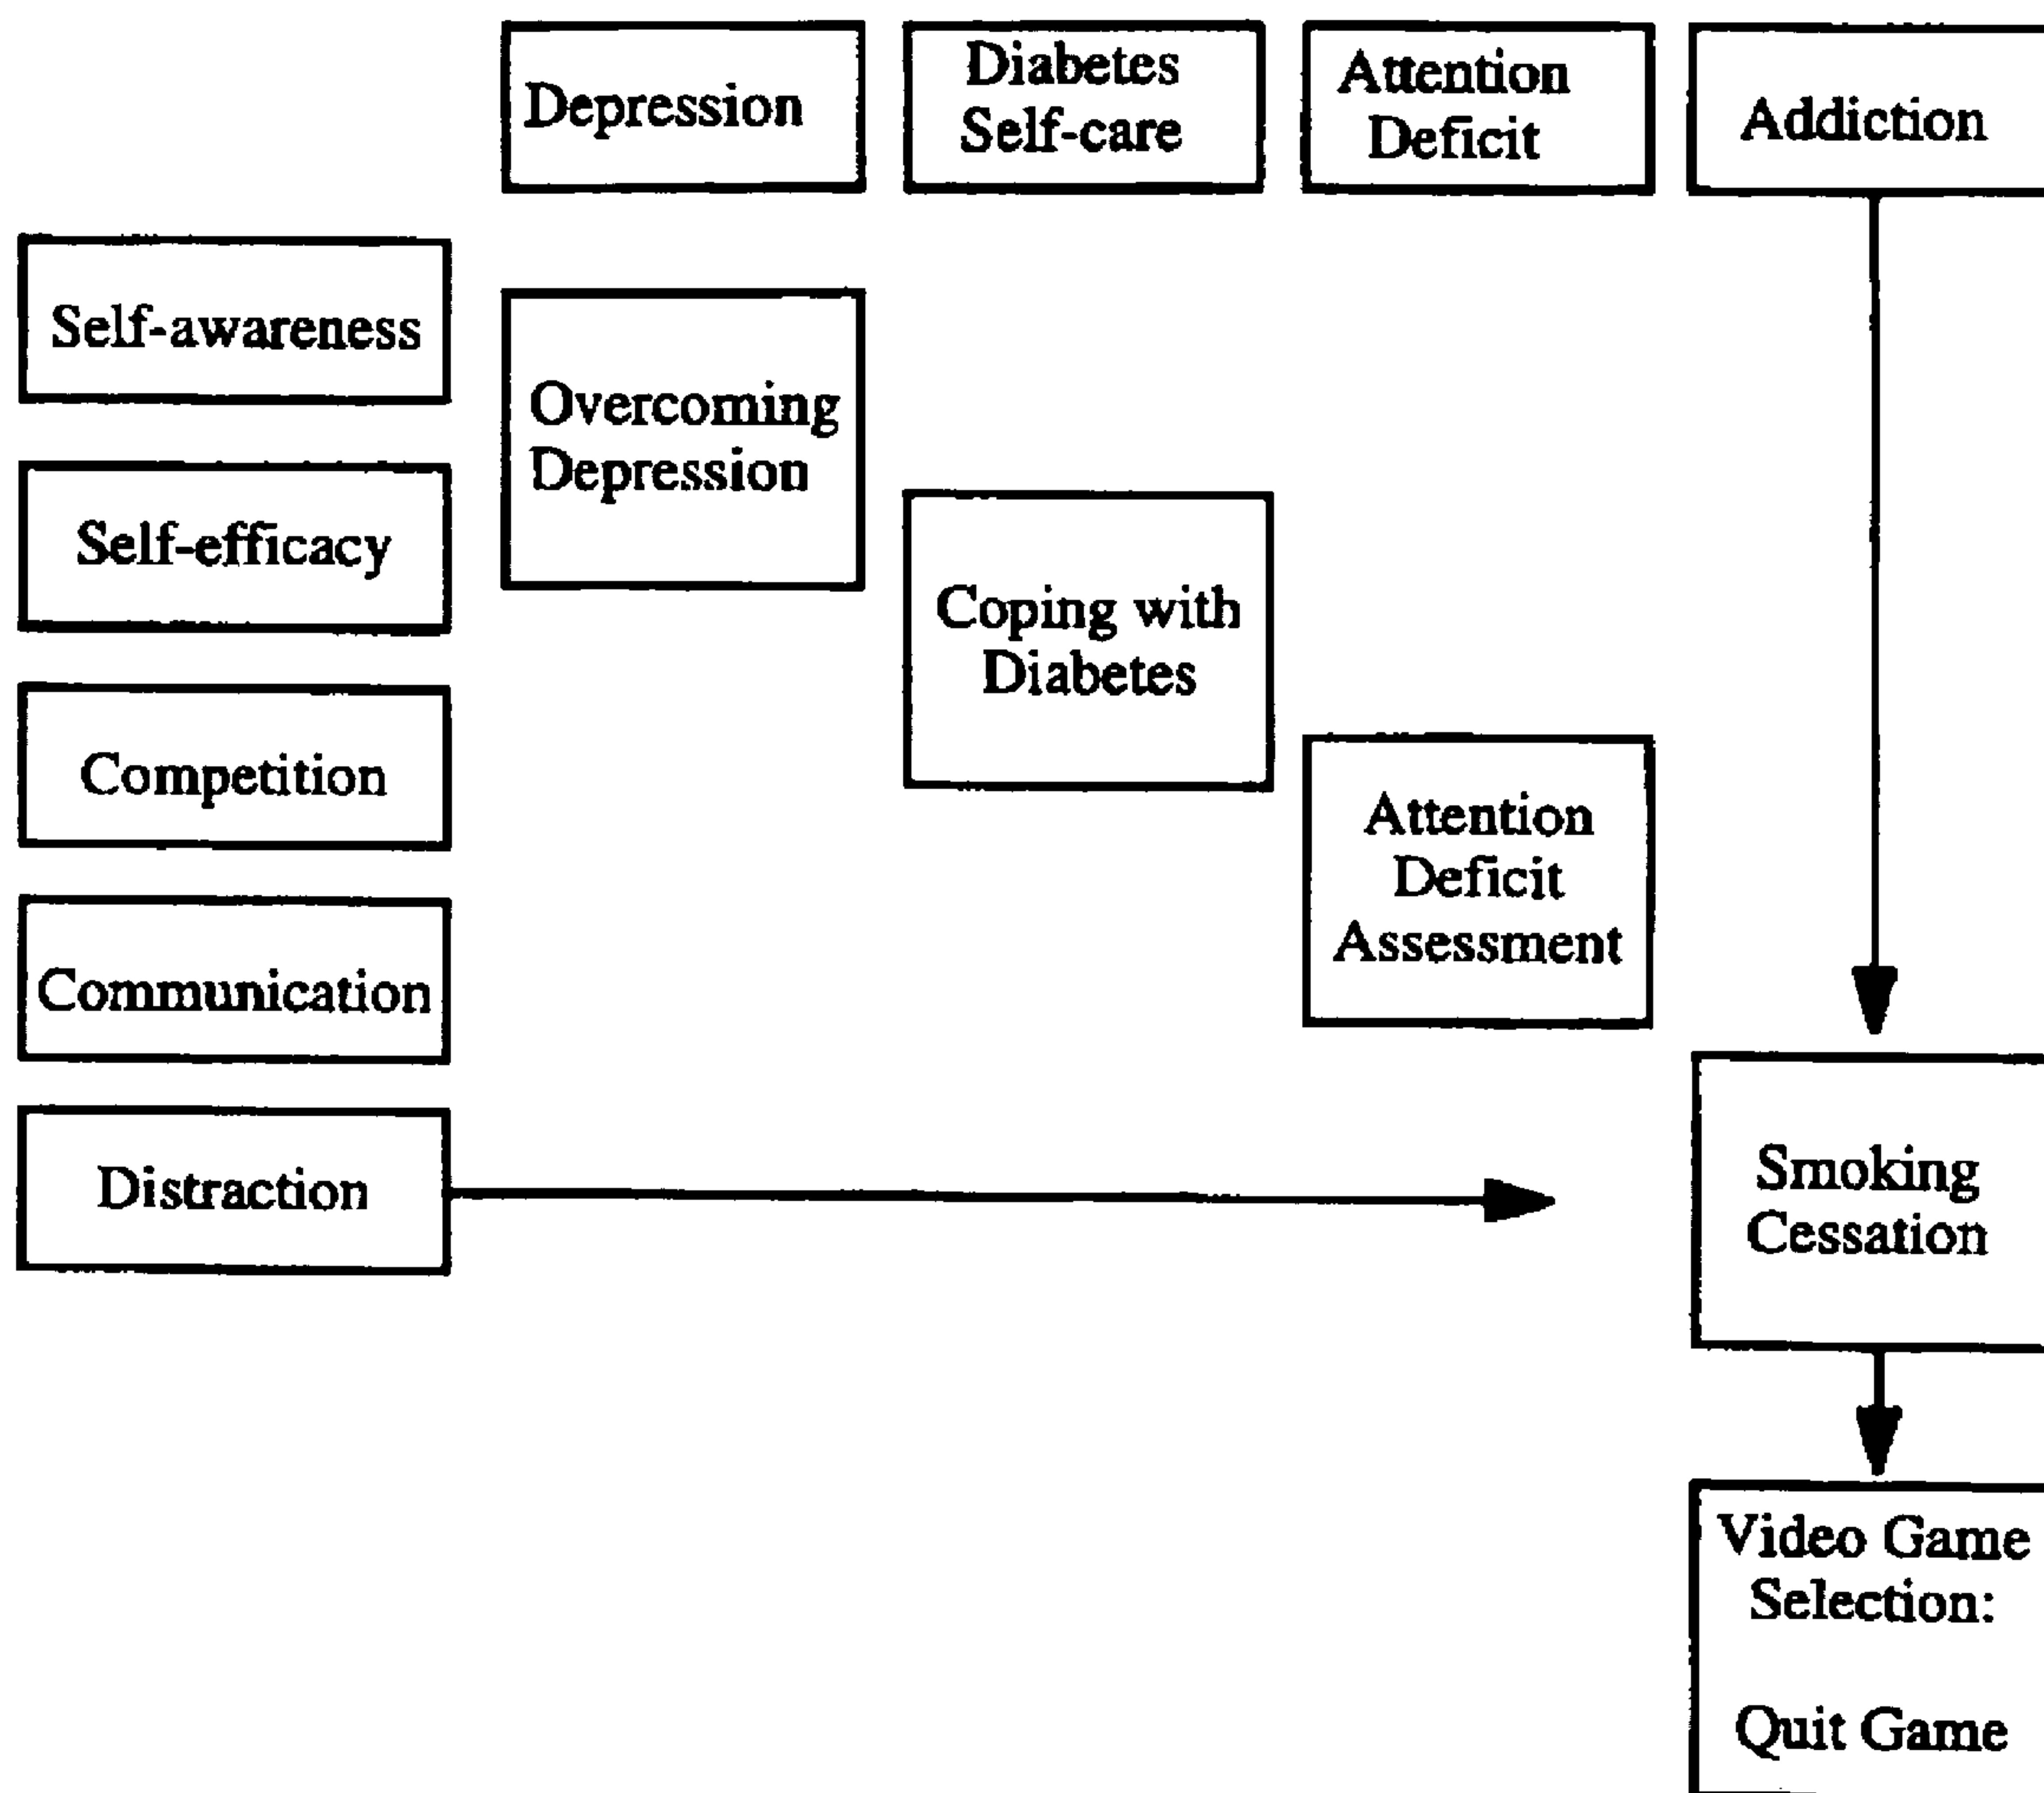 Depression
Diabetes
Self-care
Attention
Deficit
Addiction
Self-awareness
Overcoming
Depression
Self-efficacy
Coping with
Diabetes
Competition
Attention
Deficit
Assessment
Communication
Distraction
Smoking
Cessation
Video Game
Selection:
Quit Game